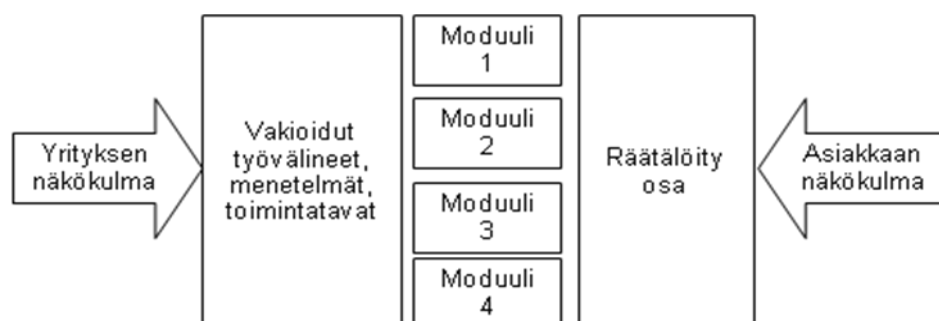 Yrityksen
näkökulma
Vakioidut
työvälineet,
menetelmät,
toimintatavat
Moduuli
1
Moduuli
2
Moduuli
3
Moduuli
4
Räätälöity
osa
Asiakkaan
näkökulma